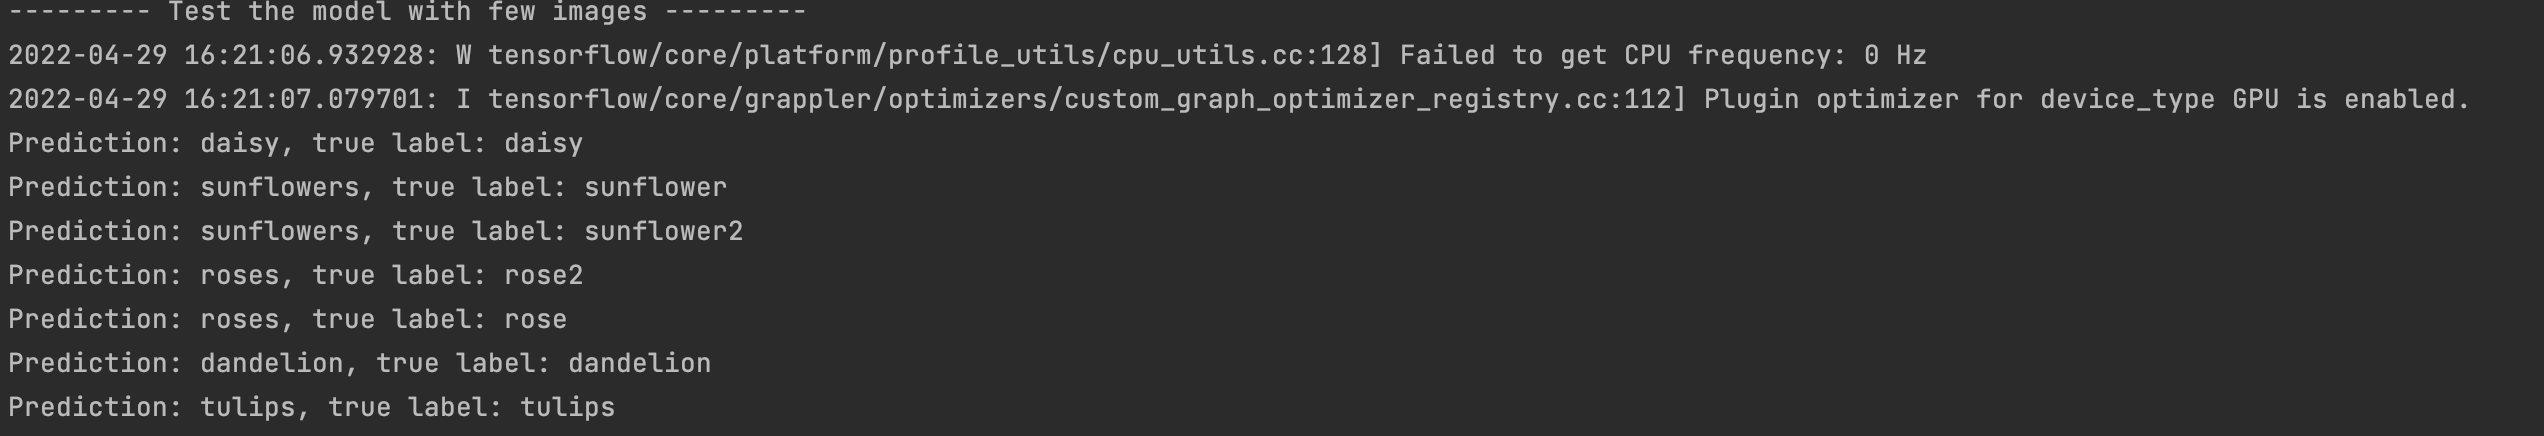 --------- Test the model with few images ---------
2022-04-29 16:21:06.932928: W tensorflow/core/platform/profile_utils/cpu_utils.cc:128] Failed to get CPU frequency: 0 Hz
2022-04-29 16:21:07.079701: I tensorflow/core/grappler/optimizers/custom_graph_optimizer_registry.cc:112] Plugin optimizer for device_type GPU is enabled.
Prediction: daisy, true label: daisy
Prediction: sunflowers, true label: sunflower
Prediction: sunflowers, true label: sunflower2
Prediction: roses, true label: rose2
Prediction: roses, true label: rose
Prediction: dandelion, true label: dandelion
Prediction: tulips, true label: tulips